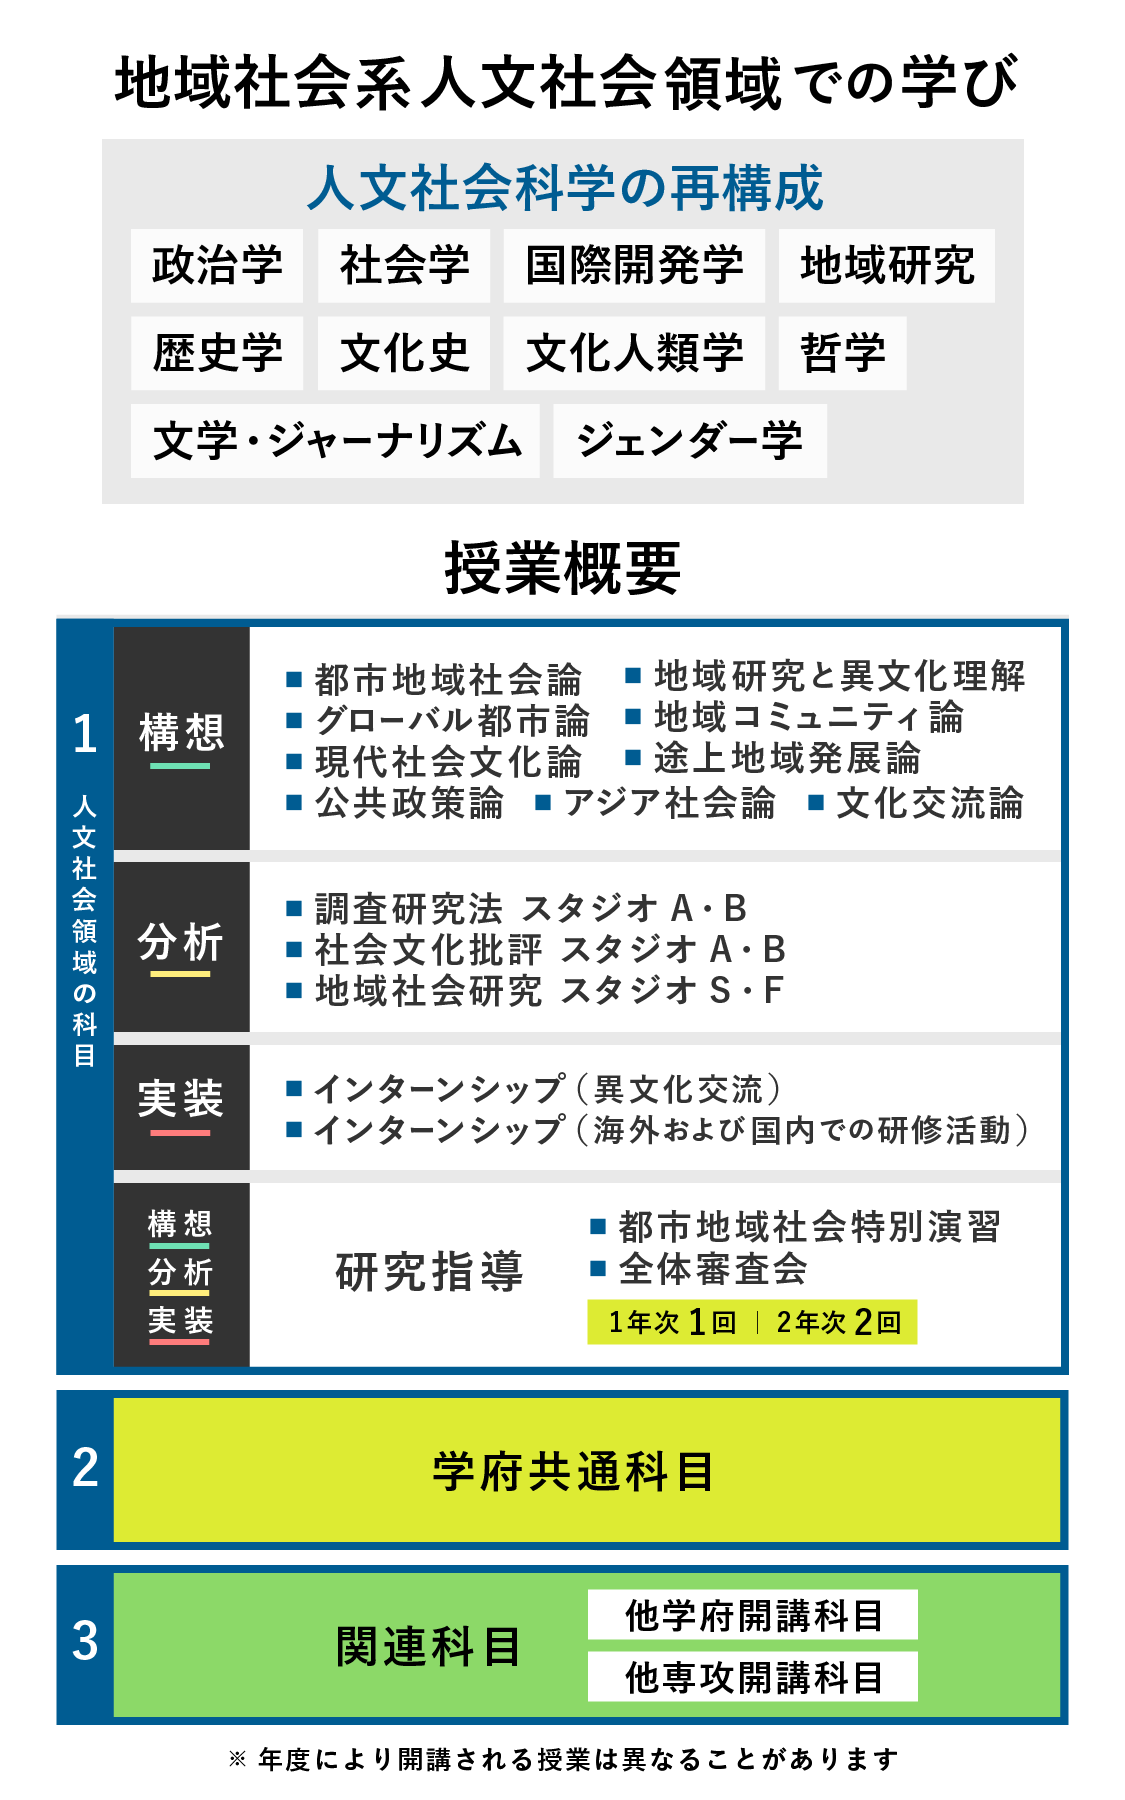 地域社会系人文社会領域での学び
人文社会科学の再構成
政治学 社会学 国際開発学 地域研究
歴史学 文化史 文化人類学 哲学
文学・ジャーナリズム ジェンダー学
授業概要
1 人文社会領域の科目
構想
■ 都市地域社会論 ■ 地域研究と異文化理解
■ グローバル都市論 ■ 地域コミュニティ論
■ 現代社会文化論 ■ 途上地域発展論
■ 公共政策論 ■ アジア社会論 ■ 文化交流論
分析
■ 調査研究法 スタジオ A・B
■ 社会文化批評 スタジオ A・B
■ 地域社会研究 スタジオ S・F
実装
■ インターンシップ（異文化交流）
■ インターンシップ（海外および国内での研修活動）
構想
分析
実装
研究指導
■ 都市地域社会特別演習
■ 全体審査会
1年次 1回 | 2年次 2回
2
学府共通科目
3
関連科目
他学府開講科目
他専攻開講科目
※ 年度により開講される授業は異なることがあります